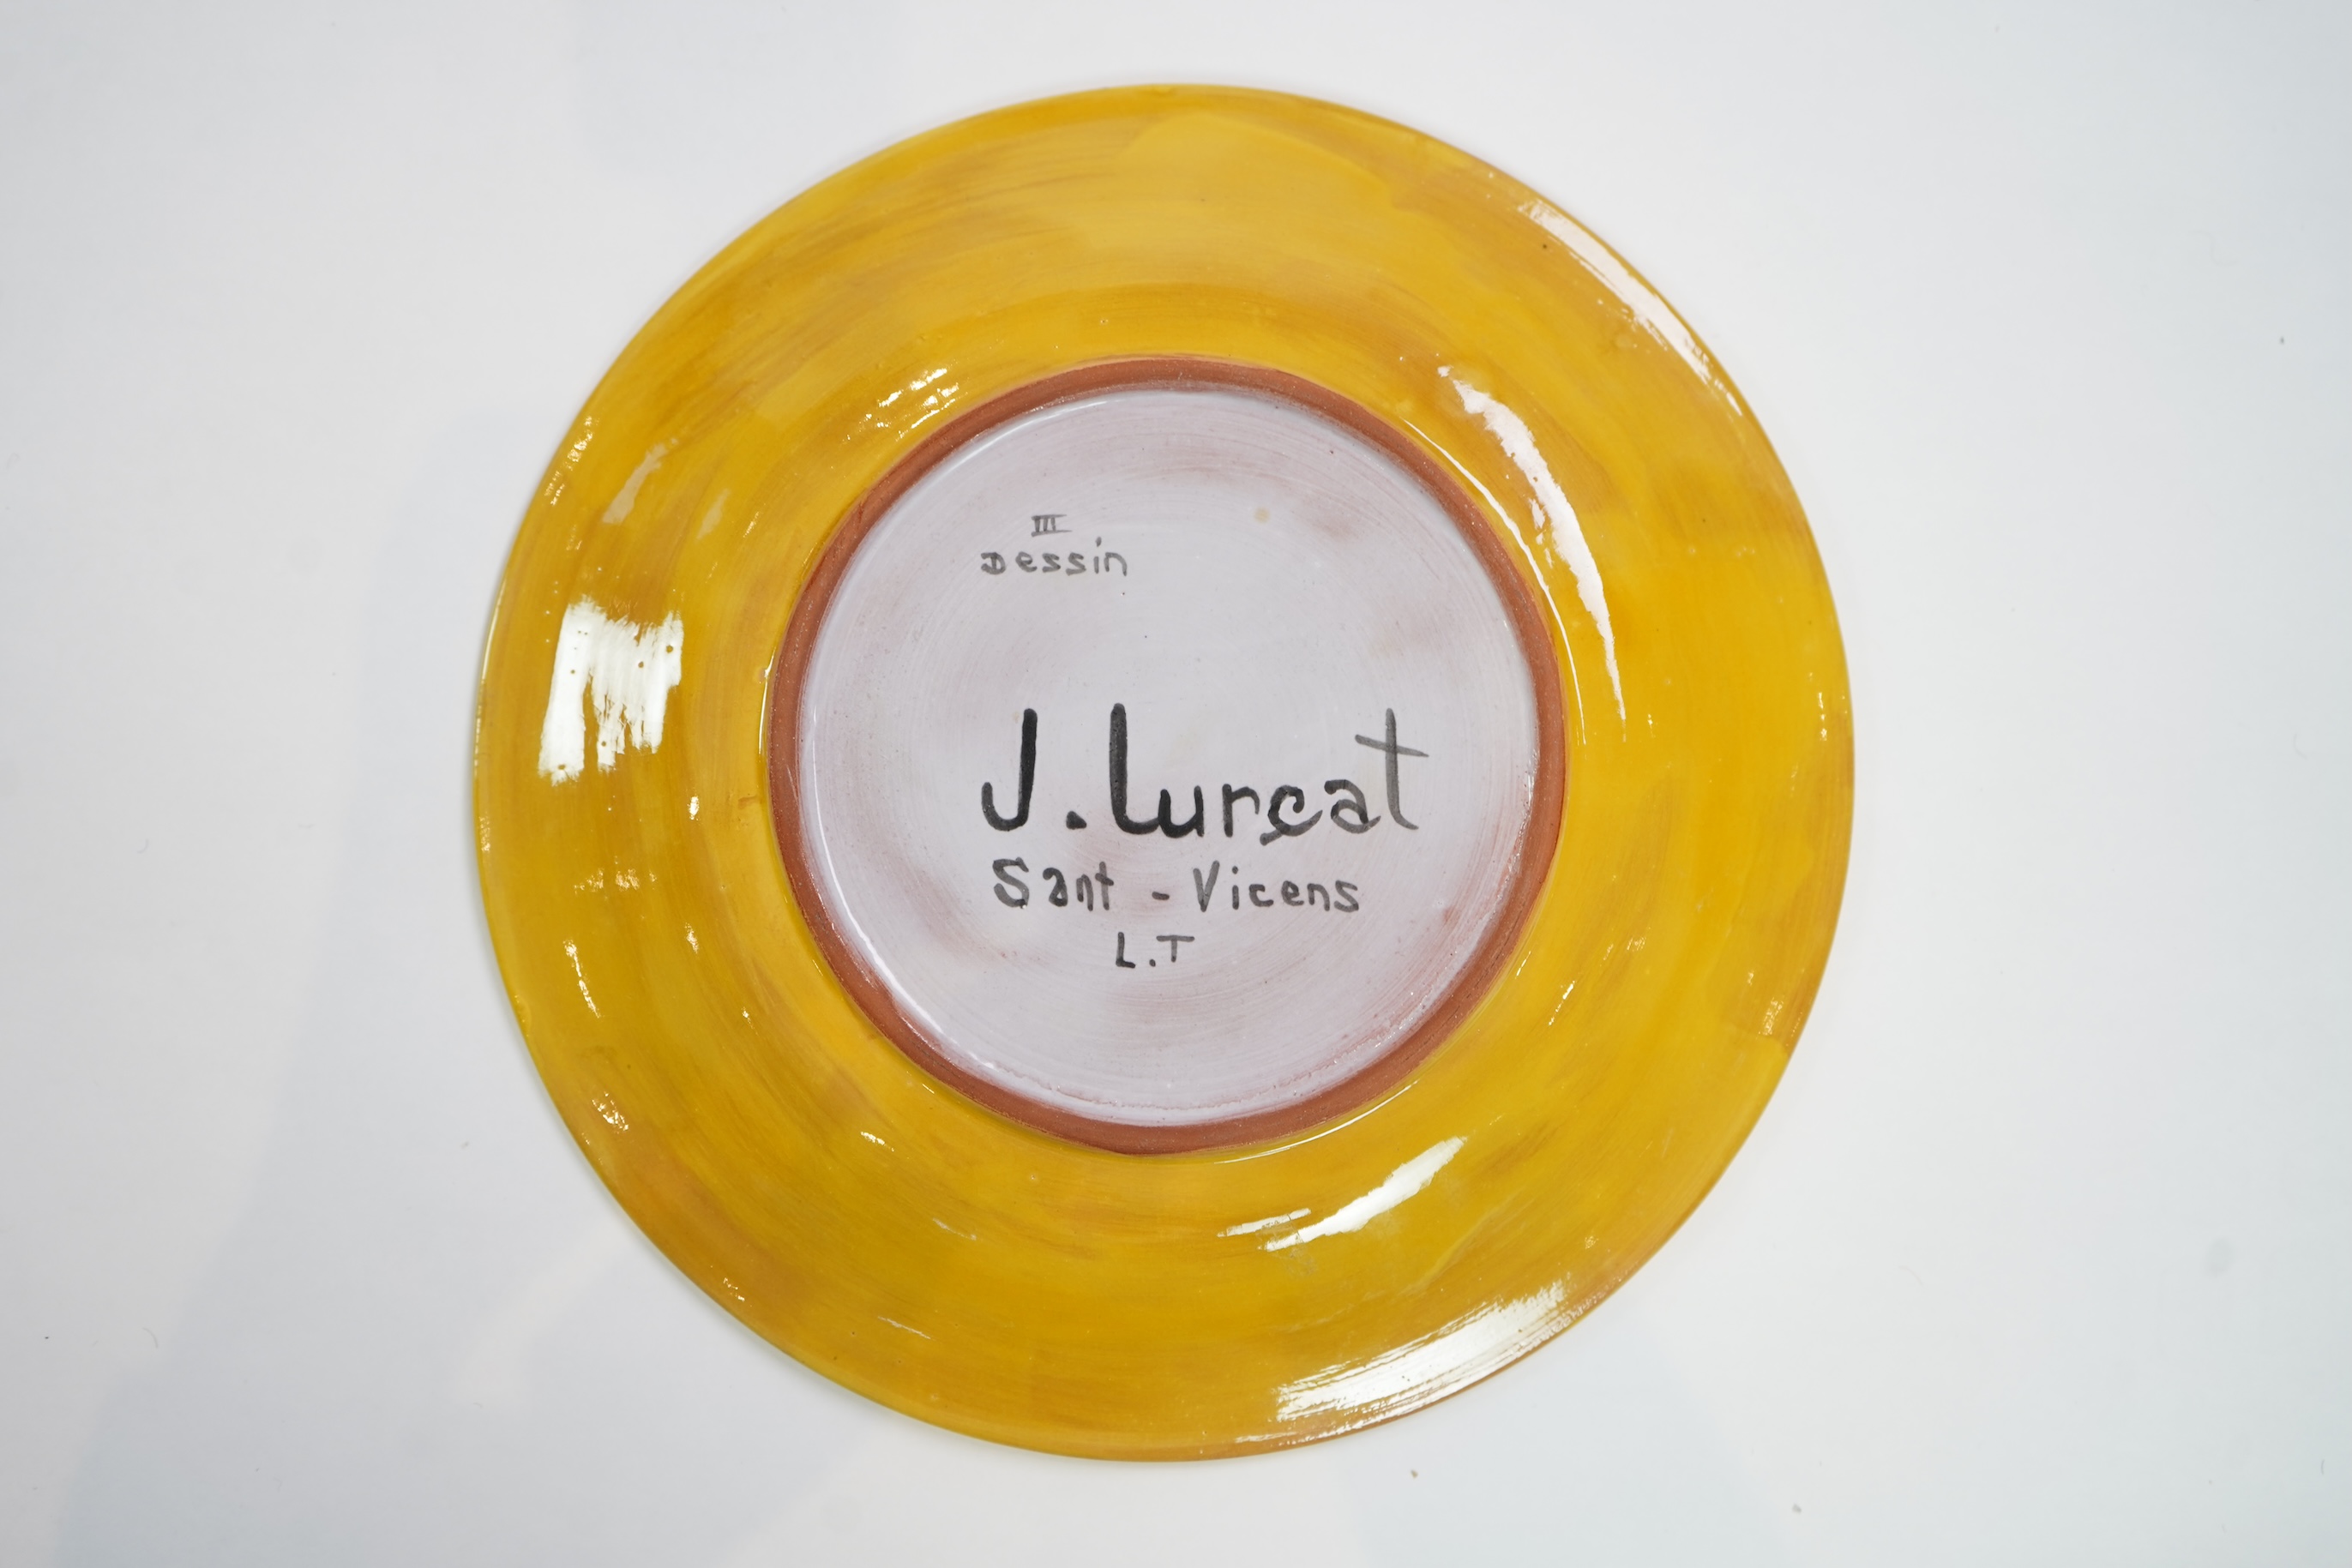 III
Dessin
J. Lurçat
Sant - Vicens
L.T